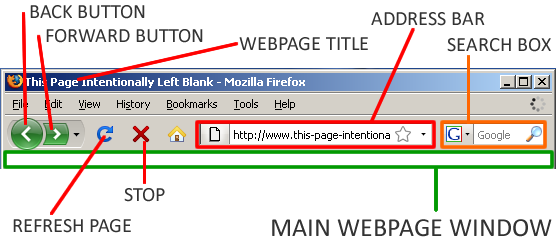 BACK BUTTON
FORWARD BUTTON
WEBPAGE TITLE
ADDRESS BAR
SEARCH BOX
This Page Intentionally Left Blank - Mozilla Firefox
File Edit View History Bookmarks Tools Help
http://www.this-page-intentiona G Google
STOP
REFRESH PAGE
MAIN WEBPAGE WINDOW